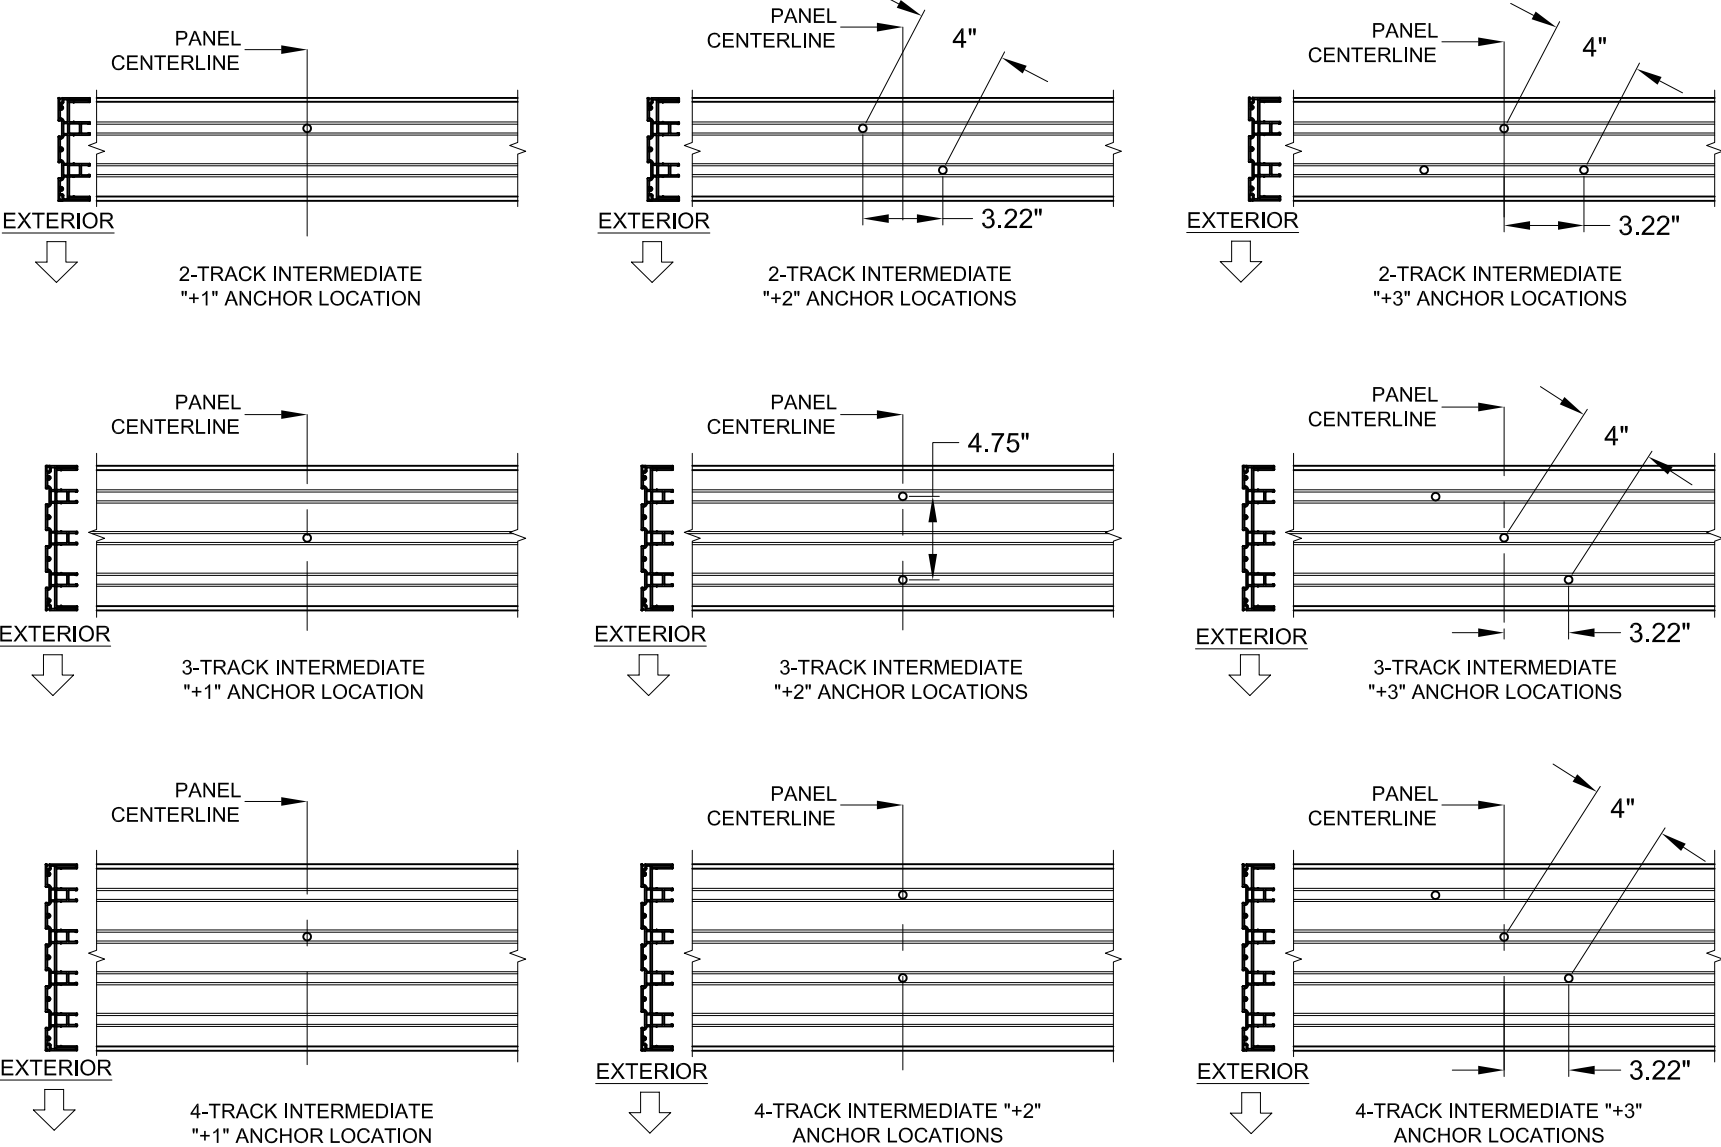 PANEL
CENTERLINE
EXTERIOR
2-TRACK INTERMEDIATE
"+1" ANCHOR LOCATION
PANEL
CENTERLINE
4"
3.22"
EXTERIOR
2-TRACK INTERMEDIATE
"+2" ANCHOR LOCATIONS
PANEL
CENTERLINE
4"
3.22"
EXTERIOR
2-TRACK INTERMEDIATE
"+3" ANCHOR LOCATIONS
PANEL
CENTERLINE
EXTERIOR
3-TRACK INTERMEDIATE
"+1" ANCHOR LOCATION
PANEL
CENTERLINE
4.75"
EXTERIOR
3-TRACK INTERMEDIATE
"+2" ANCHOR LOCATIONS
PANEL
CENTERLINE
4"
3.22"
EXTERIOR
3-TRACK INTERMEDIATE
"+3" ANCHOR LOCATIONS
PANEL
CENTERLINE
EXTERIOR
4-TRACK INTERMEDIATE
"+1" ANCHOR LOCATION
PANEL
CENTERLINE
EXTERIOR
4-TRACK INTERMEDIATE "+2"
ANCHOR LOCATIONS
PANEL
CENTERLINE
4"
3.22"
EXTERIOR
4-TRACK INTERMEDIATE "+3"
ANCHOR LOCATIONS